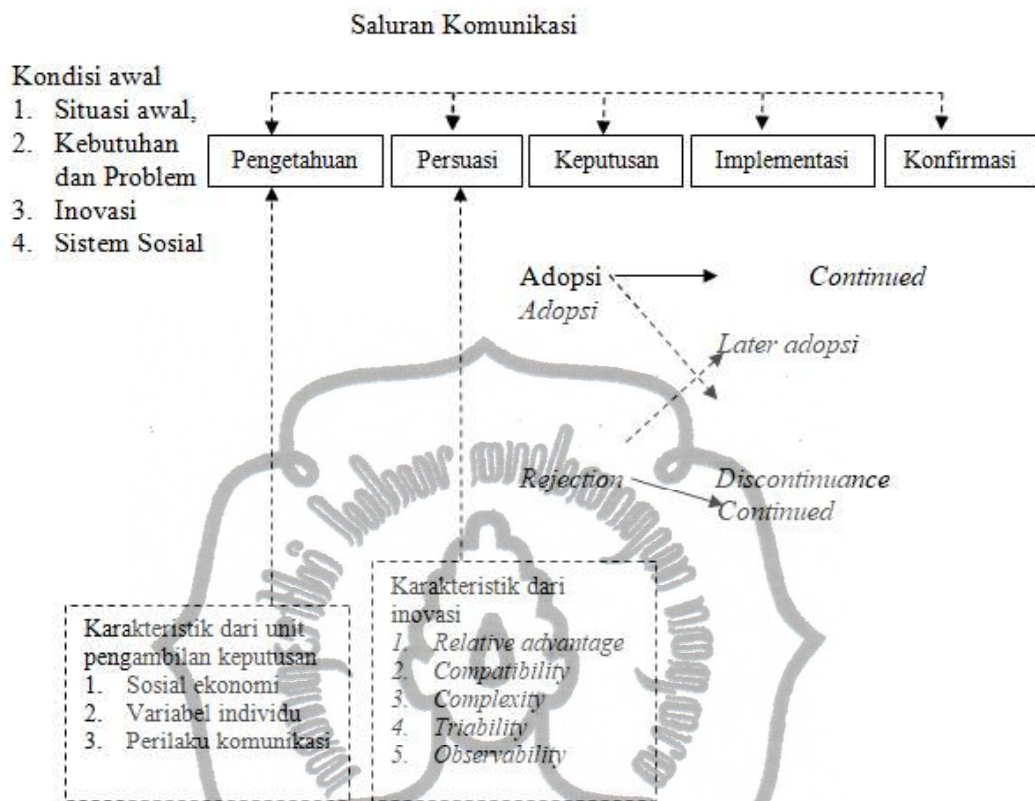 Saluran Komunikasi
Kondisi awal
1. Situasi awal,
2. Kebutuhan
dan Problem
3. Inovasi
4. Sistem Sosial
Pengetahuan
Persuasi
Keputusan
Implementasi
Konfirmasi
Adopsi
Continued
Adopsi
Later adopsi
Rejection
Discontinuance
Continued
Karakteristik dari unit
pengambilan keputusan
1. Sosial ekonomi
2. Variabel individu
3. Perilaku komunikasi
Karakteristik dari
inovasi
1. Relative advantage
2. Compatibility
3. Complexity
4. Triability
5. Observability